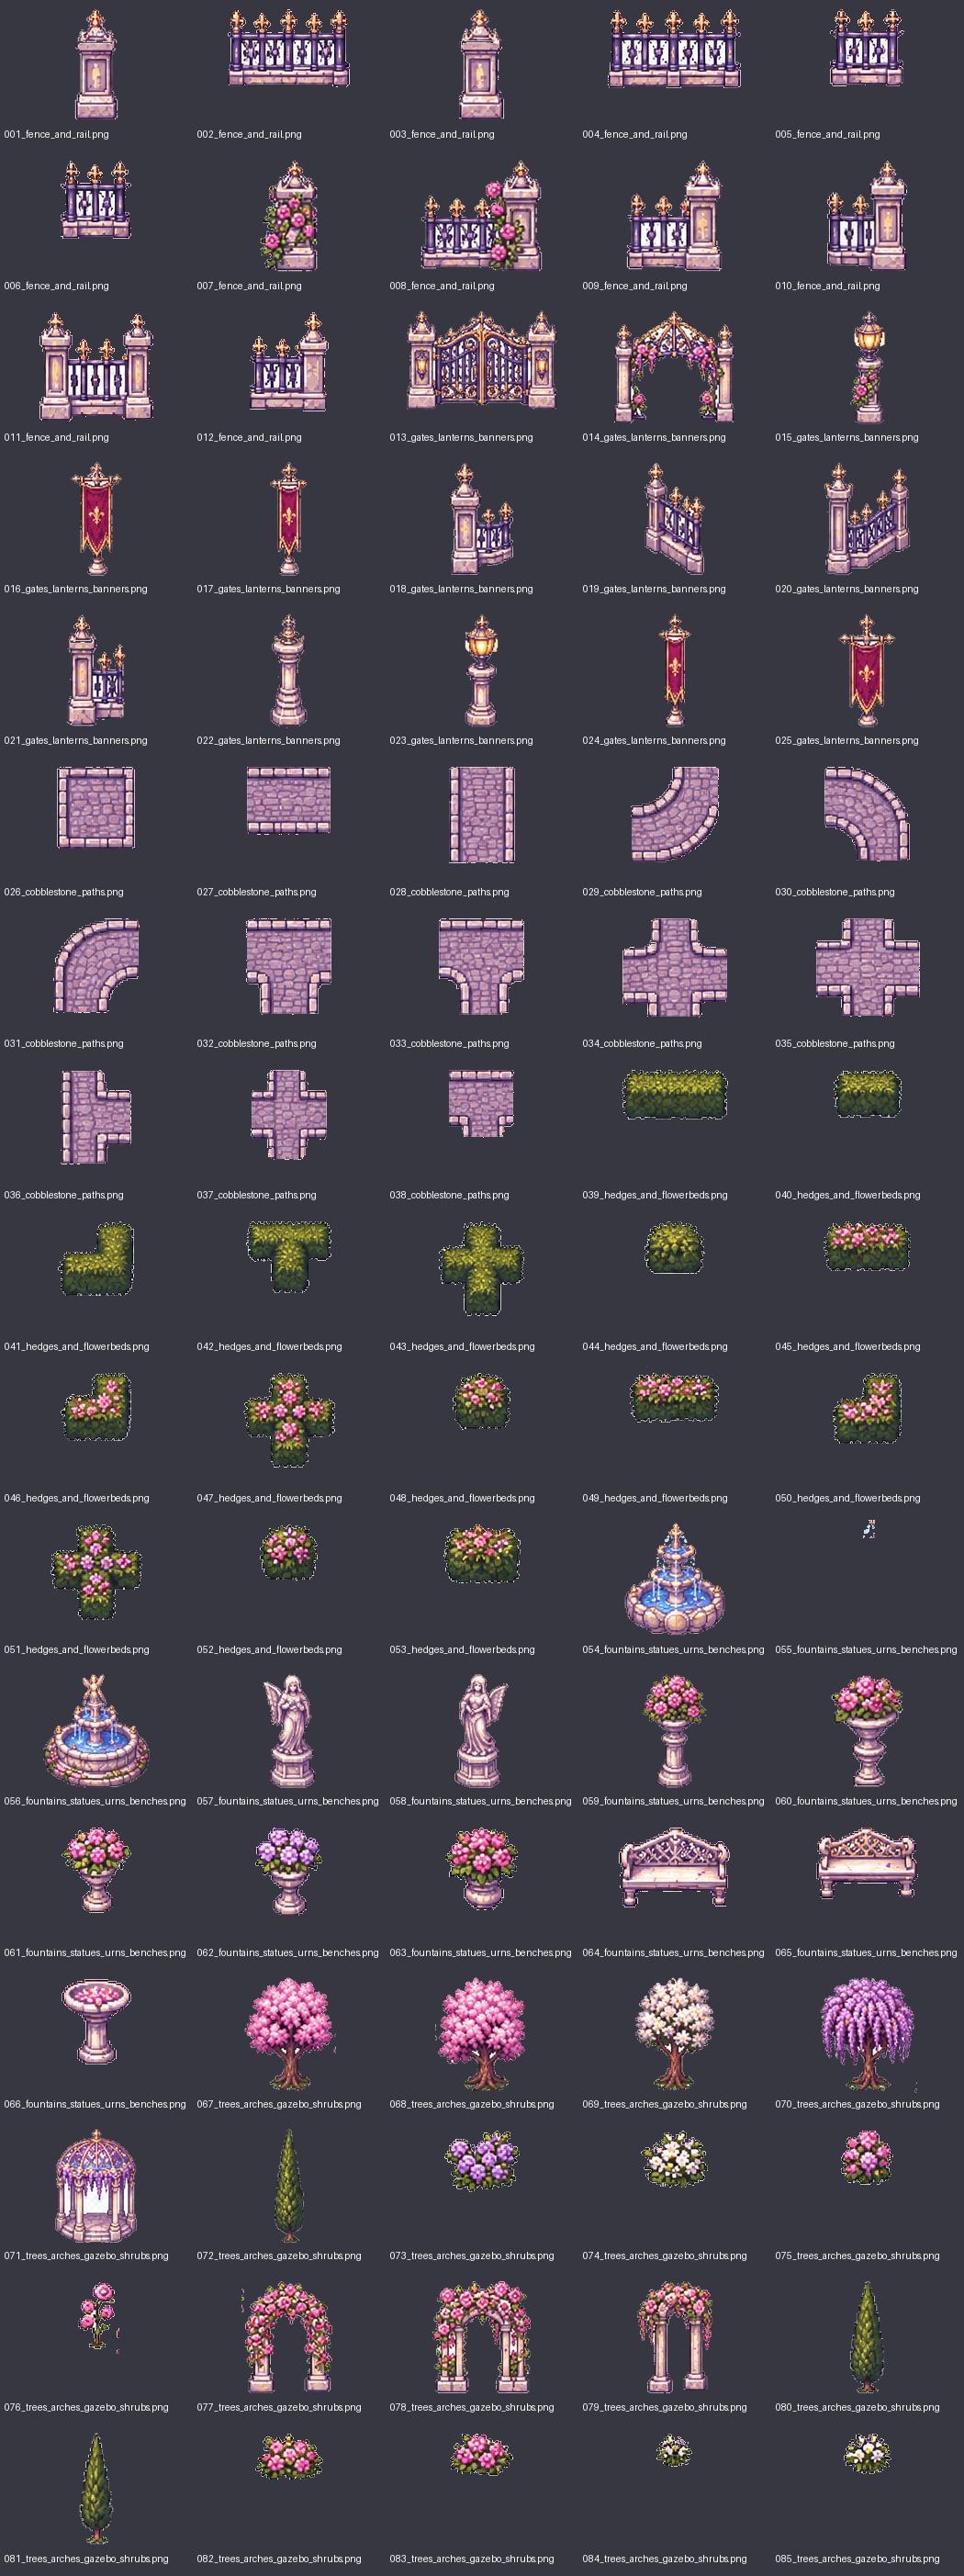 001_fence_and_rail.png
002_fence_and_rail.png
003_fence_and_rail.png
004_fence_and_rail.png
005_fence_and_rail.png
006_fence_and_rail.png
007_fence_and_rail.png
008_fence_and_rail.png
009_fence_and_rail.png
010_fence_and_rail.png
011_fence_and_rail.png
012_fence_and_rail.png
013_gates_lanterns_banners.png
014_gates_lanterns_banners.png
015_gates_lanterns_banners.png
016_gates_lanterns_banners.png
017_gates_lanterns_banners.png
018_gates_lanterns_banners.png
019_gates_lanterns_banners.png
020_gates_lanterns_banners.png
021_gates_lanterns_banners.png
022_gates_lanterns_banners.png
023_gates_lanterns_banners.png
024_gates_lanterns_banners.png
025_gates_lanterns_banners.png
026_cobblestone_paths.png
027_cobblestone_paths.png
028_cobblestone_paths.png
029_cobblestone_paths.png
030_cobblestone_paths.png
031_cobblestone_paths.png
032_cobblestone_paths.png
033_cobblestone_paths.png
034_cobblestone_paths.png
035_cobblestone_paths.png
036_cobblestone_paths.png
037_cobblestone_paths.png
038_cobblestone_paths.png
039_hedges_and_flowerbeds.png
040_hedges_and_flowerbeds.png
041_hedges_and_flowerbeds.png
042_hedges_and_flowerbeds.png
043_hedges_and_flowerbeds.png
044_hedges_and_flowerbeds.png
045_hedges_and_flowerbeds.png
046_hedges_and_flowerbeds.png
047_hedges_and_flowerbeds.png
048_hedges_and_flowerbeds.png
049_hedges_and_flowerbeds.png
050_hedges_and_flowerbeds.png
051_hedges_and_flowerbeds.png
052_hedges_and_flowerbeds.png
053_hedges_and_flowerbeds.png
054_fountains_statues_urns_benches.png
055_fountains_statues_urns_benches.png
056_fountains_statues_urns_benches.png
057_fountains_statues_urns_benches.png
058_fountains_statues_urns_benches.png
059_fountains_statues_urns_benches.png
060_fountains_statues_urns_benches.png
061_fountains_statues_urns_benches.png
062_fountains_statues_urns_benches.png
063_fountains_statues_urns_benches.png
064_fountains_statues_urns_benches.png
065_fountains_statues_urns_benches.png
066_fountains_statues_urns_benches.png
067_trees_arches_gazebo_shrubs.png
068_trees_arches_gazebo_shrubs.png
069_trees_arches_gazebo_shrubs.png
070_trees_arches_gazebo_shrubs.png
071_trees_arches_gazebo_shrubs.png
072_trees_arches_gazebo_shrubs.png
073_trees_arches_gazebo_shrubs.png
074_trees_arches_gazebo_shrubs.png
075_trees_arches_gazebo_shrubs.png
076_trees_arches_gazebo_shrubs.png
077_trees_arches_gazebo_shrubs.png
078_trees_arches_gazebo_shrubs.png
079_trees_arches_gazebo_shrubs.png
080_trees_arches_gazebo_shrubs.png
081_trees_arches_gazebo_shrubs.png
082_trees_arches_gazebo_shrubs.png
083_trees_arches_gazebo_shrubs.png
084_trees_arches_gazebo_shrubs.png
085_trees_arches_gazebo_shrubs.png